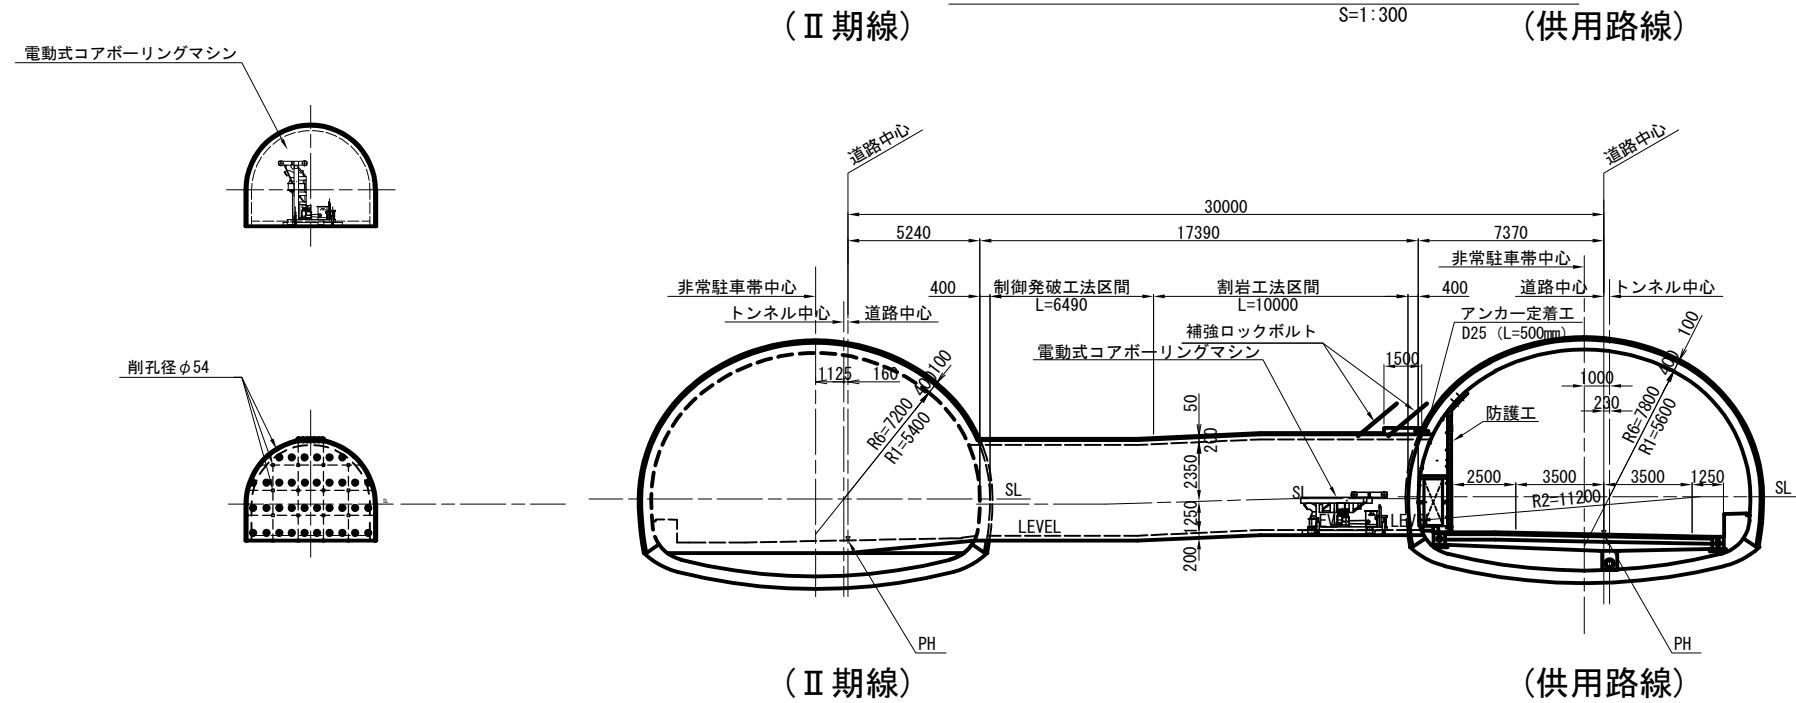 (Ⅱ期線)
S=1:300
(供用路線)
電動式コアボーリングマシン
道路中心
道路中心
30000
5240
17390
7370
非常駐車帯中心
非常駐車帯中心
400
制御発破工法区間
L=6490
割岩工法区間
L=10000
400
道路中心
トンネル中心
トンネル中心
道路中心
アンカー定着工
D25 (L=500mm)
補強ロックボルト
電動式コアボーリングマシン
1500
100
400
400
100
1125
160
1000
230
R6=7200
R1=5400
R6=7800
R1=5600
削孔径φ54
50
2350
250
200
防護工
2500
3500
3500
1250
R2=11200
SL
SL
SL
LEVEL
LEVEL
LEVEL
PH
PH
(Ⅱ期線)
(供用路線)